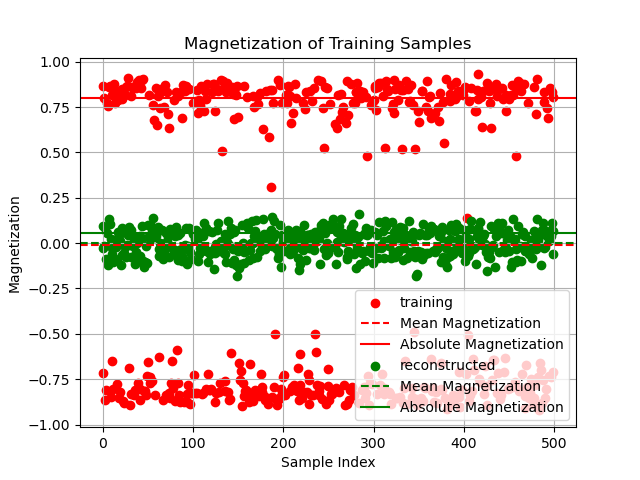 Magnetization of Training Samples
Magnetization
1.00
0.75
0.50
0.25
0.00
−0.25
−0.50
−0.75
−1.00
training
Mean Magnetization
Absolute Magnetization
reconstructed
Mean Magnetization
Absolute Magnetization
0 100 200 300 400 500
Sample Index